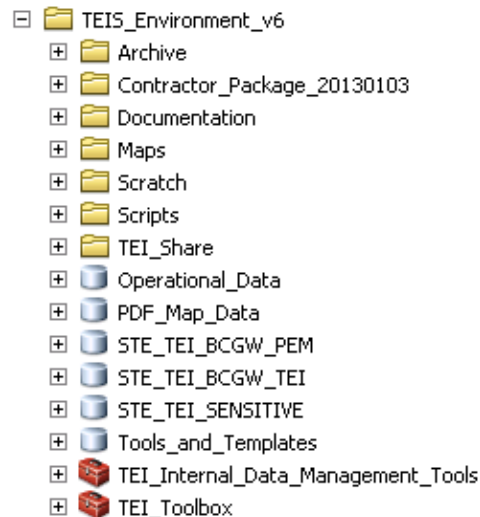 TEIS_Environment_v6
Archive
Contractor_Package_20130103
Documentation
Maps
Scratch
Scripts
TEI_Share
Operational_Data
PDF_Map_Data
STE_TEI_BCGW_PEM
STE_TEI_BCGW_TEI
STE_TEI_SENSITIVE
Tools_and_Templates
TEI_Internal_Data_Management_Tools
TEI_Toolbox